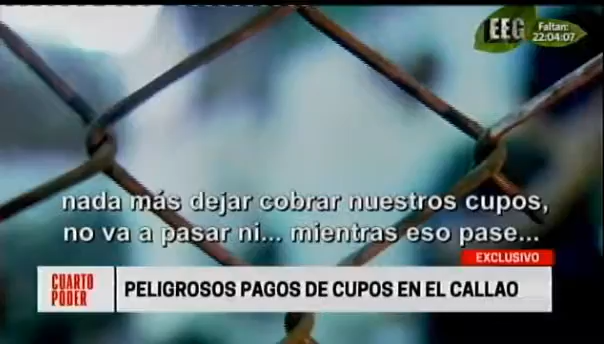 EEG
Faltan:
22:04:07
nada más dejar cobrar nuestros cupos,
no va a pasar ni... mientras eso pase...
EXCLUSIVO
CUARTO
PODER
PELIGROSOS PAGOS DE CUPOS EN EL CALLAO